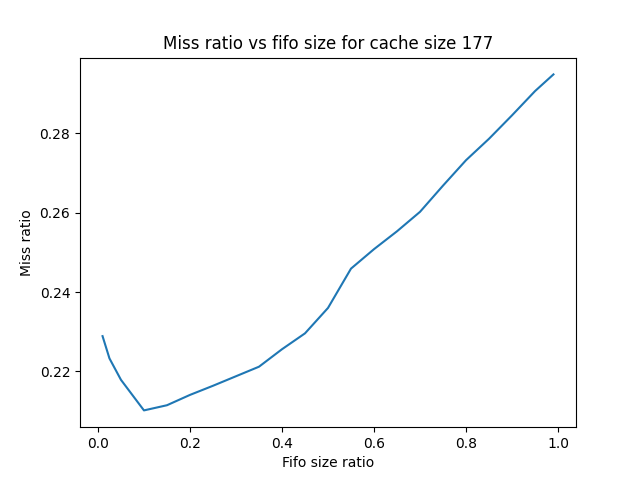 Miss ratio vs fifo size for cache size 177
Miss ratio
0.28
0.26
0.24
0.22
0.0 0.2 0.4 0.6 0.8 1.0
Fifo size ratio